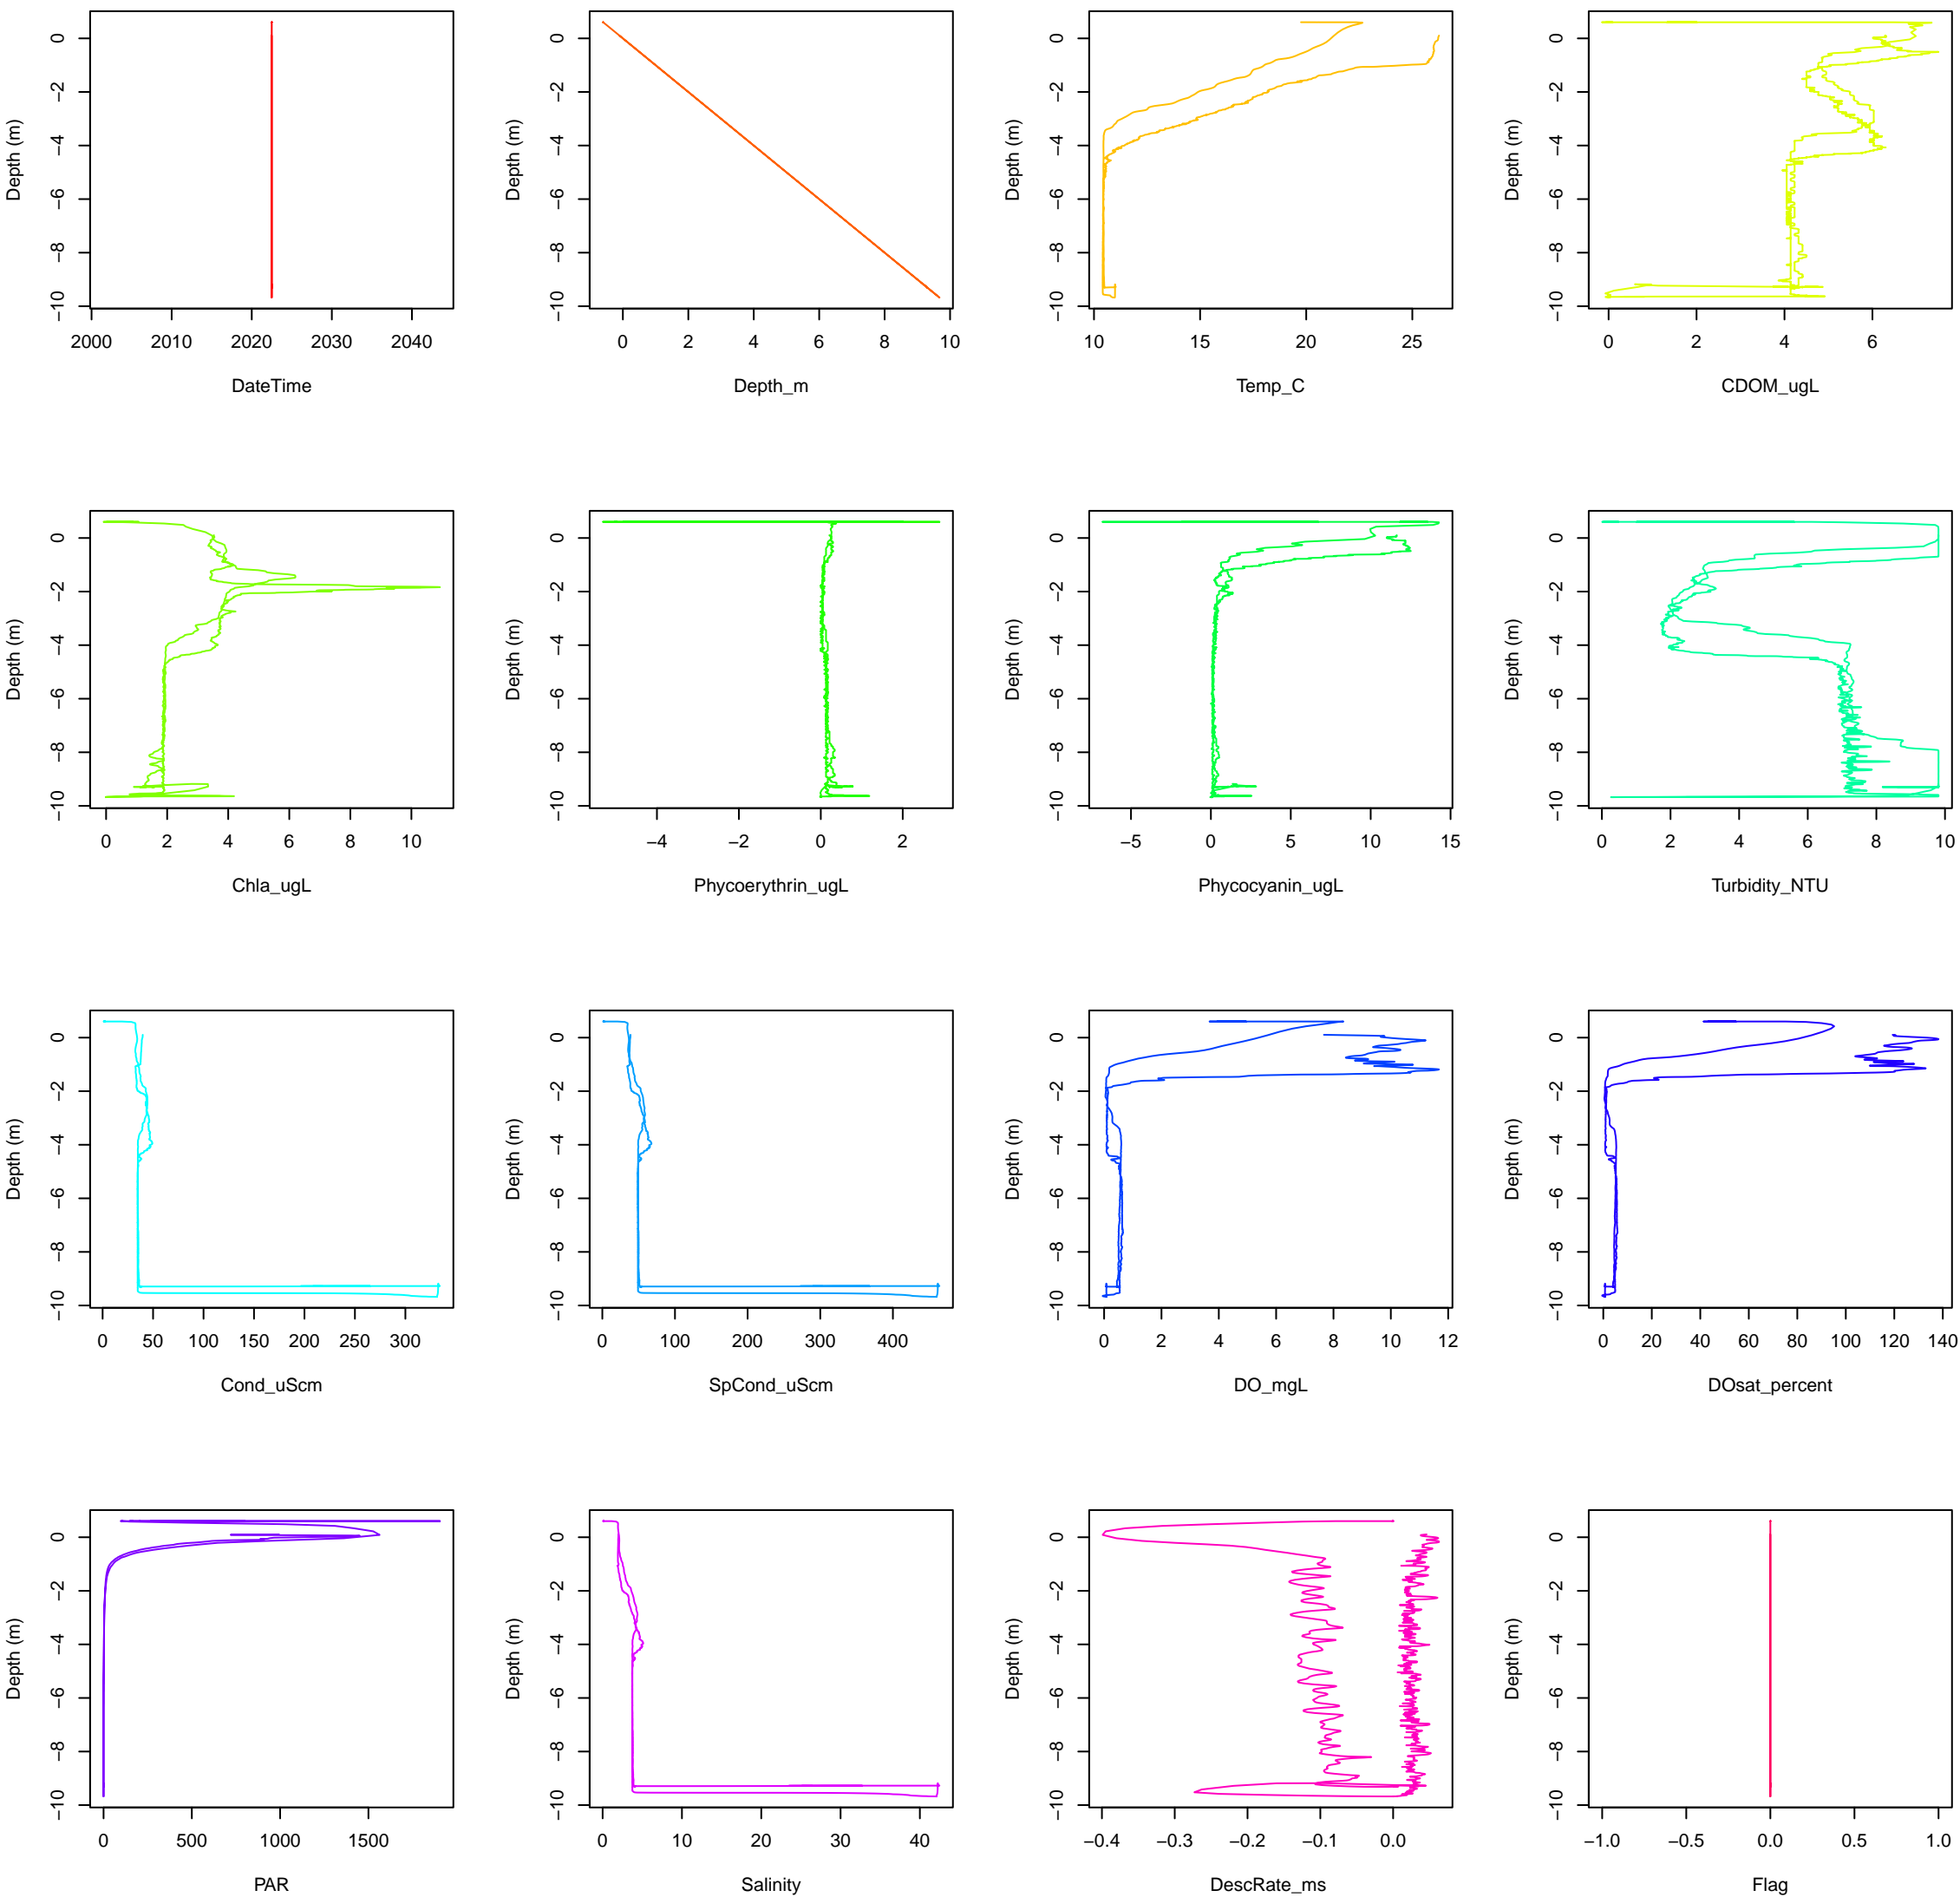 Depth (m)
0
−2
−4
−6
−8
−10
2000 2010 2020 2030 2040
DateTime
Depth (m)
0
−2
−4
−6
−8
−10
0 2 4 6 8 10
Depth_m
Depth (m)
0
−2
−4
−6
−8
−10
10 15 20 25
Temp_C
Depth (m)
0
−2
−4
−6
−8
−10
0 2 4 6
CDOM_ugL
Depth (m)
0
−2
−4
−6
−8
−10
0 2 4 6 8 10
Chla_ugL
Depth (m)
0
−2
−4
−6
−8
−10
−4 −2 0 2
Phycoerythrin_ugL
Depth (m)
0
−2
−4
−6
−8
−10
−5 0 5 10 15
Phycocyanin_ugL
Depth (m)
0
−2
−4
−6
−8
−10
0 2 4 6 8 10
Turbidity_NTU
Depth (m)
0
−2
−4
−6
−8
−10
0 50 100 150 200 250 300
Cond_uScm
Depth (m)
0
−2
−4
−6
−8
−10
0 100 200 300 400
SpCond_uScm
Depth (m)
0
−2
−4
−6
−8
−10
0 2 4 6 8 10 12
DO_mgL
Depth (m)
0
−2
−4
−6
−8
−10
0 20 40 60 80 100 120 140
DOsat_percent
Depth (m)
0
−2
−4
−6
−8
−10
0 500 1000 1500
PAR
Depth (m)
0
−2
−4
−6
−8
−10
0 10 20 30 40
Salinity
Depth (m)
0
−2
−4
−6
−8
−10
−0.4 −0.3 −0.2 −0.1 0.0
DescRate_ms
Depth (m)
0
−2
−4
−6
−8
−10
−1.0 −0.5 0.0 0.5 1.0
Flag